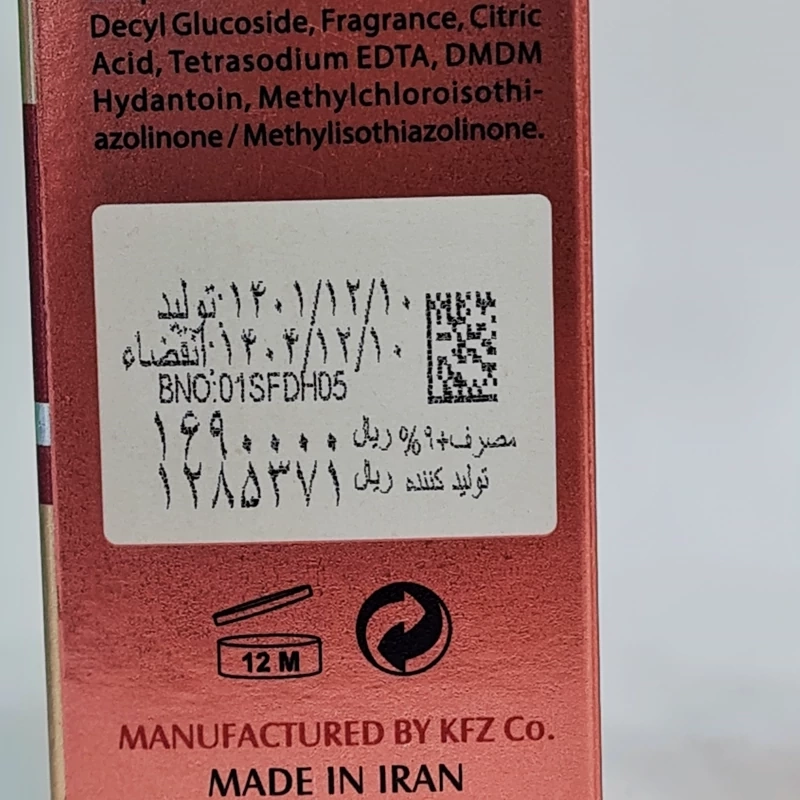 Decyl Glucoside, Fragrance, Citric
Acid, Tetrasodium EDTA, DMDM
Hydantoin, Methylchloroisothi-
azolinone / Methylisothiazolinone.
تولید:۱۴۰۱/۱۲/۱۰
انقضاء:۱۴۰۴/۱۲/۱۰
BNO:01SFDH05
مصرف+۹% ریال ۱۶۹۰۰۰۰
تولید کننده ریال ۱۲۸۵۳۷۱
12 M
MANUFACTURED BY KFZ Co.
MADE IN IRAN